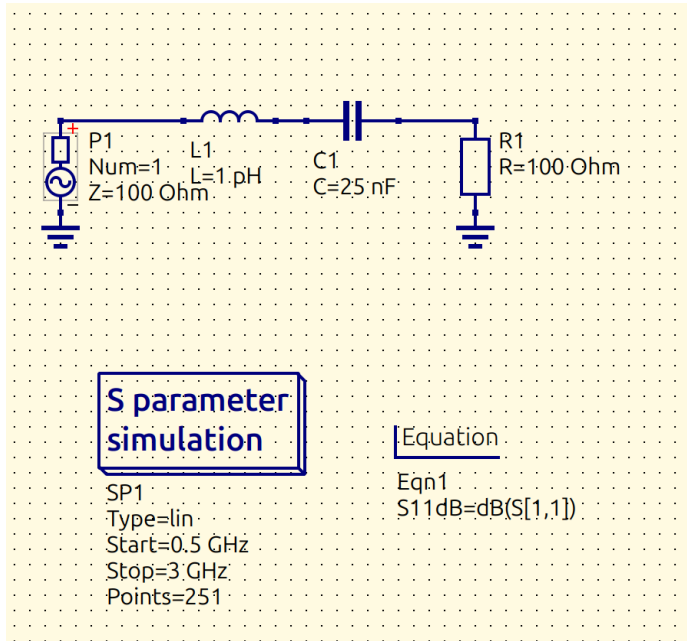 +
P1
Num=1
Z=100 Ohm
−
L1
L=1 pH
C1
C=25 nF
R1
R=100 Ohm
S parameter
simulation
SP1
Type=lin
Start=0.5 GHz
Stop=3 GHz
Points=251
Equation
Eqn1
S11dB=dB(S[1,1])